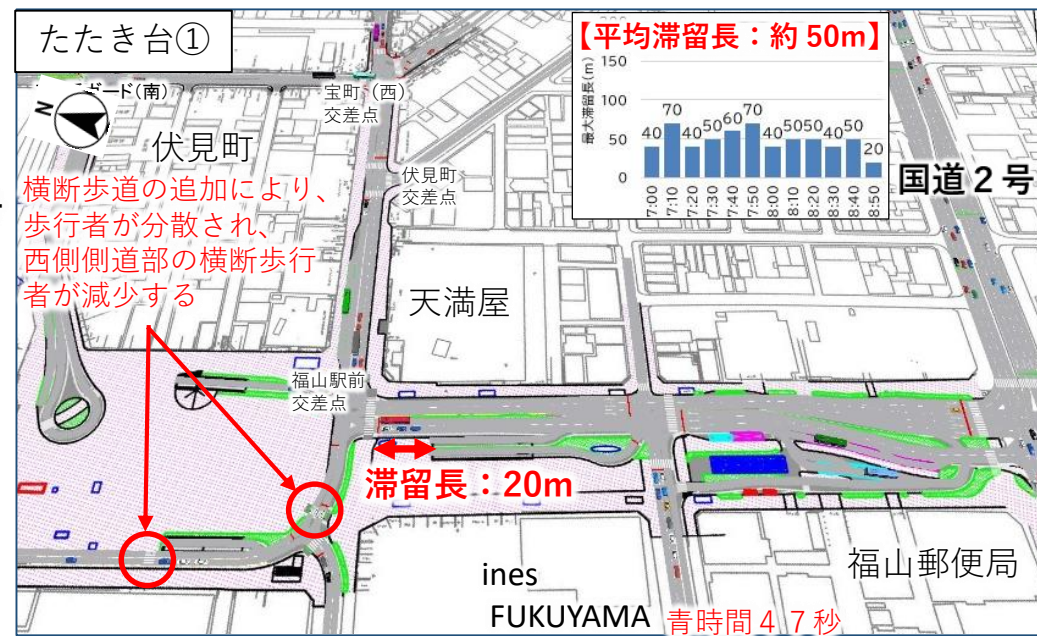 たたき台①
ガード(南)
N
伏見町
宝町(西)
交差点
伏見町
交差点
横断歩道の追加により、
歩行者が分散され、
西側側道部の横断歩行
者が減少する
【平均滞留長:約50m】
最大滞留長(m)
150
100
50
0
40
70
40
50
60
70
40
50
50
40
50
20
7:00
7:10
7:20
7:30
7:40
7:50
8:00
8:10
8:20
8:30
8:40
8:50
国道2号
天満屋
福山駅前
交差点
滞留長:20m
ines
FUKUYAMA
青時間47秒
福山郵便局